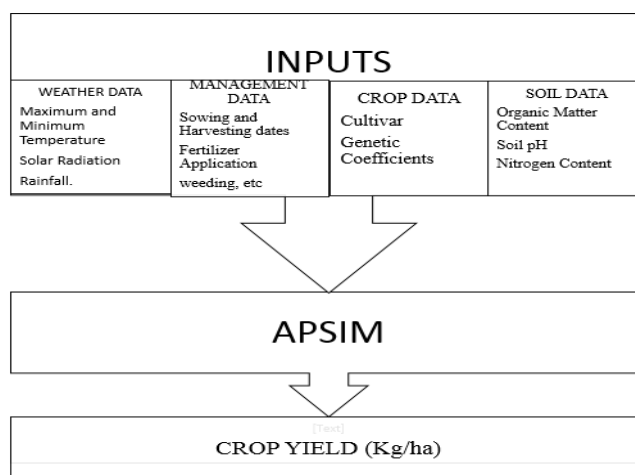 INPUTS
WEATHER DATA
Maximum and
Minimum
Temperature
Solar Radiation
Rainfall.
MANAGEMENT
DATA
Sowing and
Harvesting dates
Fertilizer
Application
weeding, etc
CROP DATA
Cultivar
Genetic
Coefficients
SOIL DATA
Organic Matter
Content
Soil pH
Nitrogen Content
APSIM
[Text]
CROP YIELD (Kg/ha)